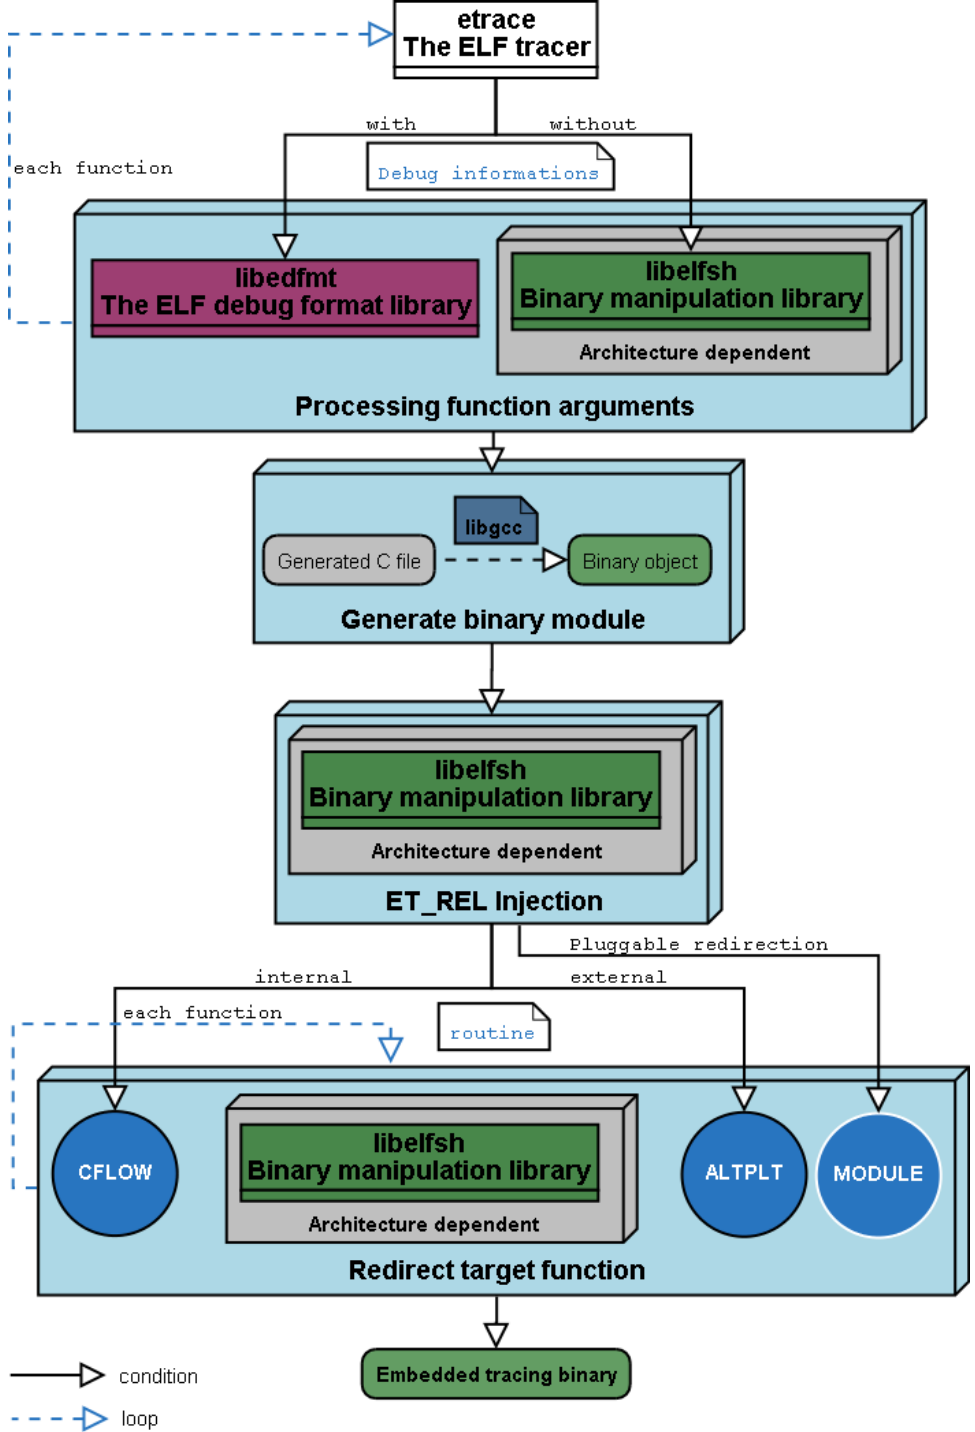 etrace
The ELF tracer
with
without
each function
Debug informations
libedfmt
The ELF debug format library
libelfsh
Binary manipulation library
Architecture dependent
Processing function arguments
libgcc
Generated C file
Binary object
Generate binary module
libelfsh
Binary manipulation library
Architecture dependent
ET_REL Injection
Pluggable redirection
internal
external
each function
routine
CFLOW
libelfsh
Binary manipulation library
Architecture dependent
ALTPLT
MODULE
Redirect target function
Embedded tracing binary
condition
loop